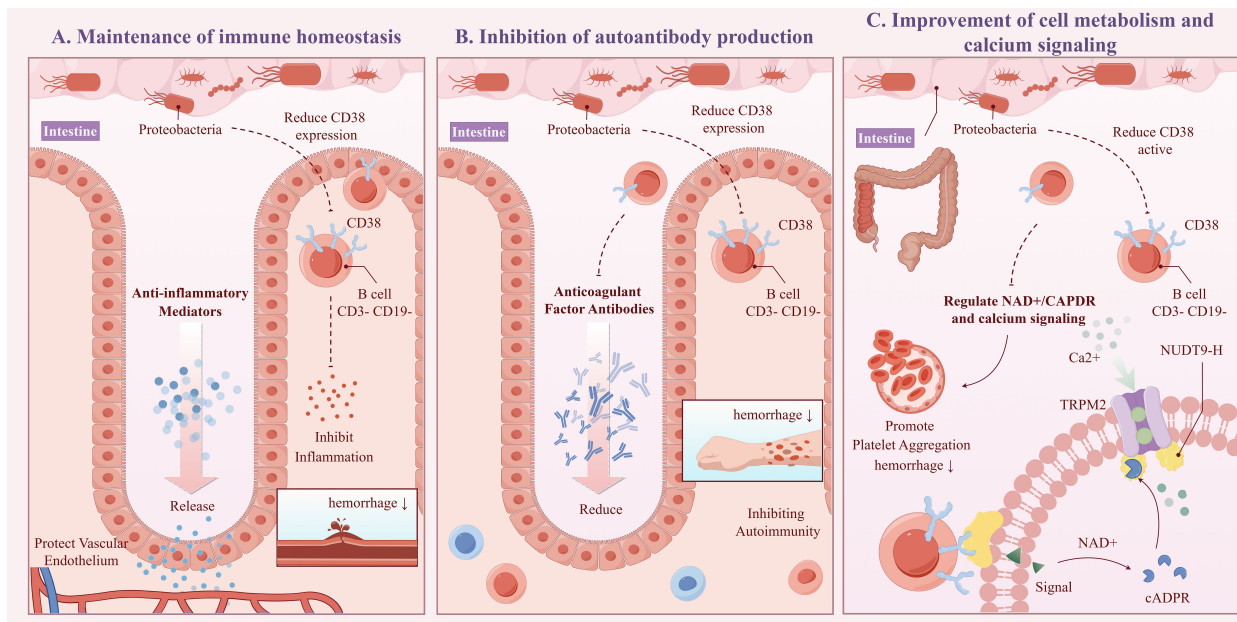 A. Maintenance of immune homeostasis
Intestine
Proteobacteria
Reduce CD38
expression
CD38
B cell
CD3- CD19-
Anti-inflammatory
Mediators
Inhibit
Inflammation
Release
hemorrhage ↓
Protect Vascular
Endothelium
B. Inhibition of autoantibody production
Intestine
Proteobacteria
Reduce CD38
expression
CD38
B cell
CD3- CD19-
Anticoagulant
Factor Antibodies
hemorrhage ↓
Reduce
Inhibiting
Autoimmunity
C. Improvement of cell metabolism and
calcium signaling
Intestine
Proteobacteria
Reduce CD38
active
CD38
B cell
CD3- CD19-
Regulate NAD+/CAPDR
and calcium signaling
Ca2+
NUDT9-H
TRPM2
Promote
Platelet Aggregation
hemorrhage ↓
NAD+
Signal
cADPR